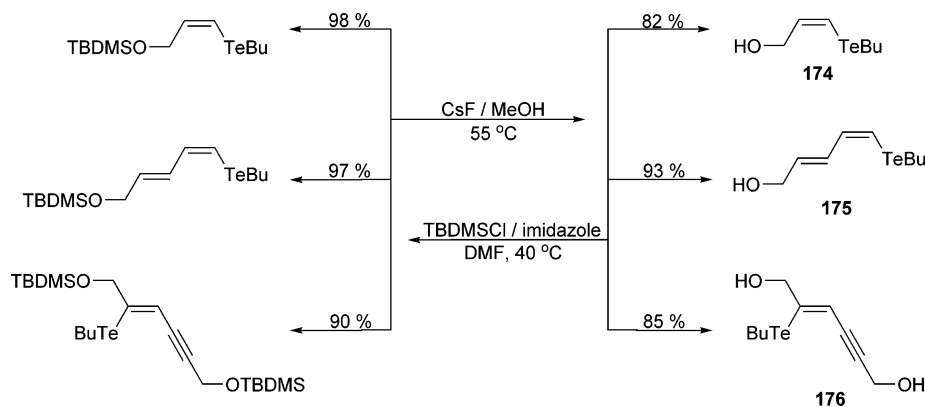 98 %
82 %
TBDMSO
TeBu
HO
TeBu
174
CsF / MeOH
55 °C
97 %
93 %
TBDMSO
TeBu
HO
TeBu
175
TBDMSCl / imidazole
DMF, 40 °C
TBDMSO
HO
90 %
85 %
BuTe
BuTe
OTBDMS
OH
176